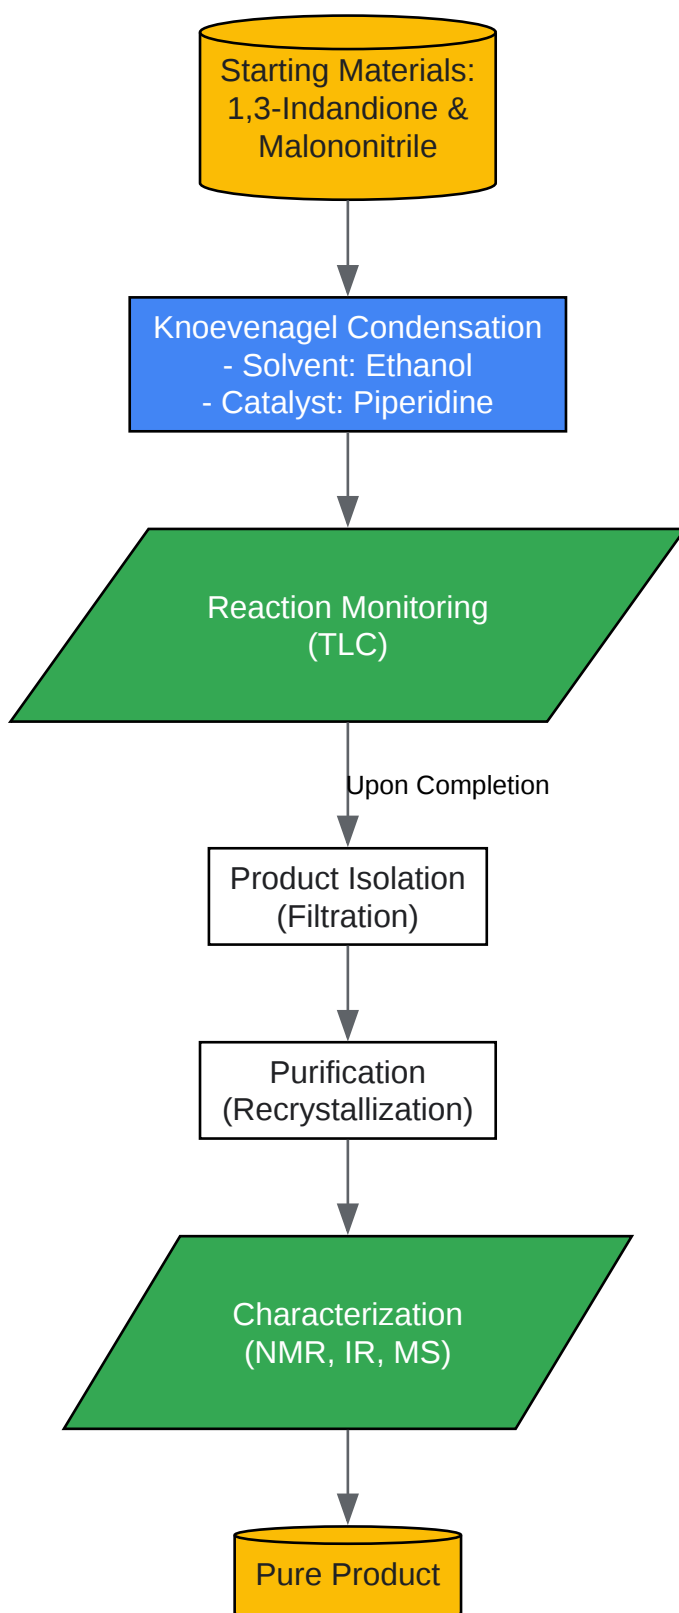 Starting Materials:
1,3-Indandione &
Malononitrile
Knoevenagel Condensation
- Solvent: Ethanol
- Catalyst: Piperidine
Reaction Monitoring
(TLC)
Upon Completion
Product Isolation
(Filtration)
Purification
(Recrystallization)
Characterization
(NMR, IR, MS)
Pure Product